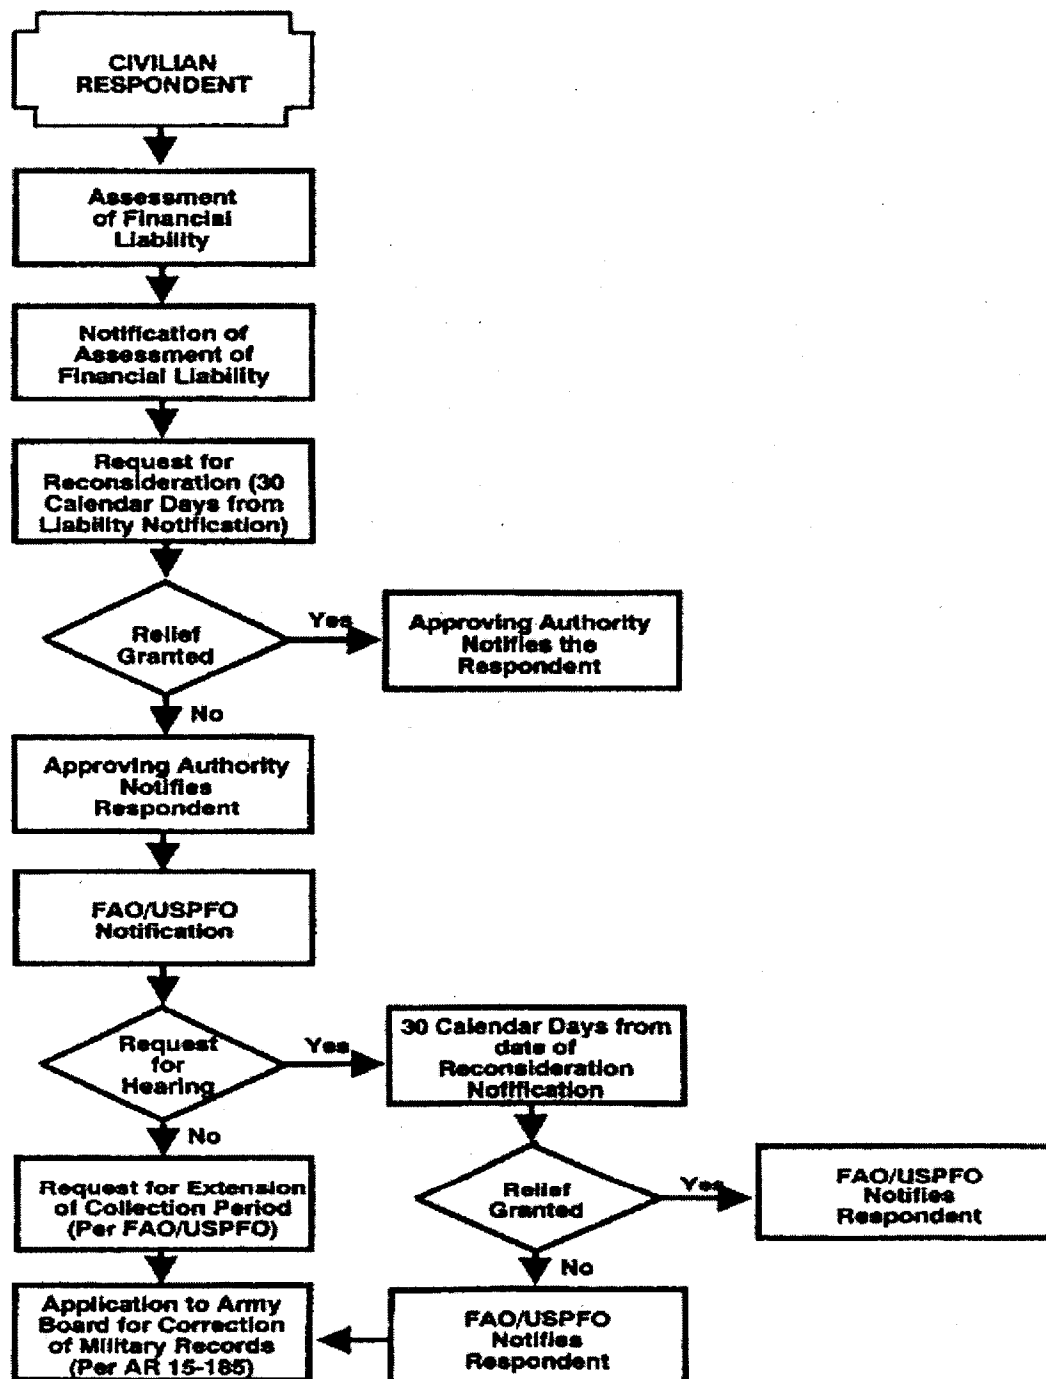 CIVILIAN
RESPONDENT
Assessment
of Financial
Liability
Notification of
Assessment of
Financial Liability
Request for
Reconsideration (30
Calendar Days from
Liability Notification)
Relief
Granted
Yes
Approving Authority
Notifies the
Respondent
No
Approving Authority
Notifies
Respondent
FAO/USPFO
Notification
Request
for
Hearing
Yes
30 Calendar Days from
date of
Reconsideration
Notification
No
Request for Extension
of Collection Period
(Per FAO/USPFO)
Relief
Granted
Yes
FAO/USPFO
Notifies
Respondent
No
Application to Army
Board for Correction
of Military Records
(Per AR 15-185)
FAO/USPFO
Notifies
Respondent